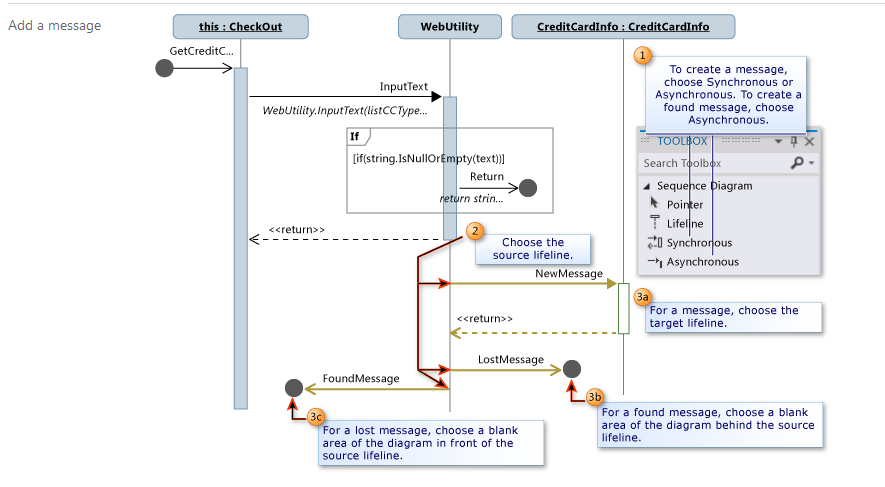 Add a message
this : CheckOut
WebUtility
CreditCardInfo : CreditCardInfo
GetCreditC...
1
To create a message,
choose Synchronous or
Asynchronous. To create a
found message, choose
Asynchronous.
InputText
WebUtility.InputText(listCCType...
If
[if(string.IsNullOrEmpty(text))]
Return
return strin...
TOOLBOX
Search Toolbox
Sequence Diagram
Pointer
Lifeline
Synchronous
Asynchronous
<<return>>
2
Choose the
source lifeline.
NewMessage
3a
For a message, choose the
target lifeline.
<<return>>
LostMessage
FoundMessage
3b
For a found message, choose a blank
area of the diagram behind the source
lifeline.
3c
For a lost message, choose a blank
area of the diagram in front of the
source lifeline.